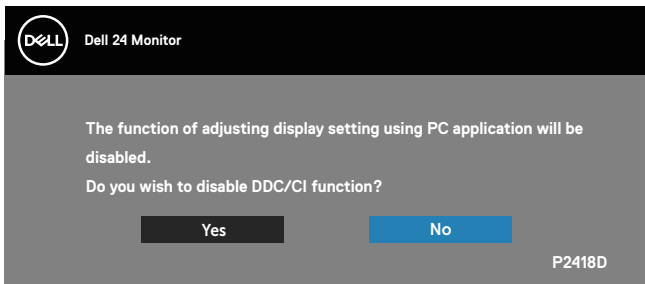 DELL
Dell 24 Monitor
The function of adjusting display setting using PC application will be
disabled.
Do you wish to disable DDC/CI function?
Yes No
P2418D